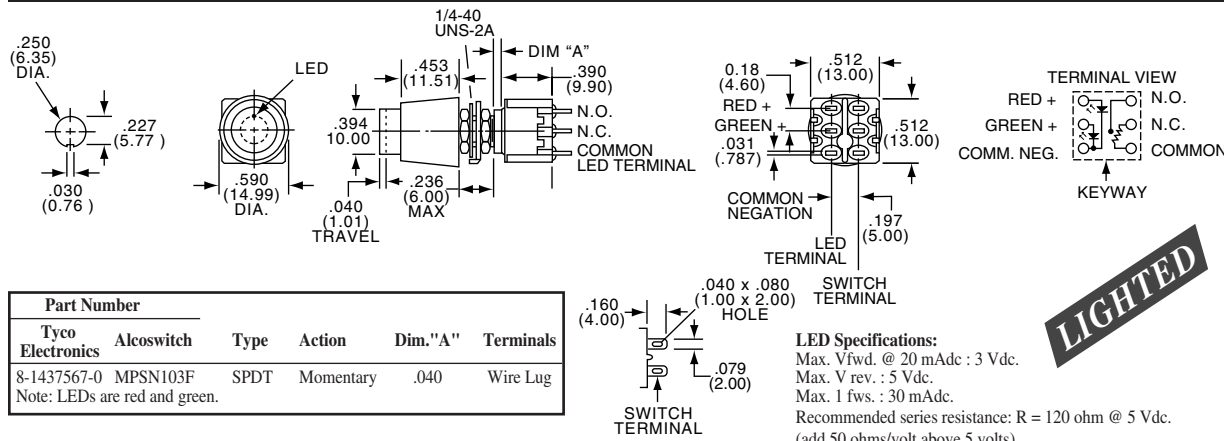 .250
(6.35)
DIA.
.227
(5.77 )
.030
(0.76 )
LED
.590
(14.99)
DIA.
1/4-40
UNS-2A
DIM “A”
.453
(11.51)
.390
(9.90)
.394
10.00
N.O.
N.C.
COMMON
LED TERMINAL
.236
(6.00)
MAX
.040
(1.01)
TRAVEL
0.18
(4.60)
RED +
GREEN +
.031
(.787)
.512
(13.00)
.512
(13.00)
COMMON
NEGATION
.197
(5.00)
LED
TERMINAL
SWITCH
TERMINAL
TERMINAL VIEW
RED +
GREEN +
COMM. NEG.
N.O.
N.C.
COMMON
KEYWAY
LIGHTED
Part Number
Tyco Electronics Alcoswitch Type Action Dim."A" Terminals
8-1437567-0 MPSN103F SPDT Momentary .040 Wire Lug
Note: LEDs are red and green.
.160
(4.00)
.040 x .080
(1.00 x 2.00)
HOLE
.079
(2.00)
SWITCH
TERMINAL
LED Specifications:
Max. Vfwd. @ 20 mAdc : 3 Vdc.
Max. V rev. : 5 Vdc.
Max. 1 fws. : 30 mAdc.
Recommended series resistance: R = 120 ohm @ 5 Vdc.
(add 50 ohms/volt above 5 volts)